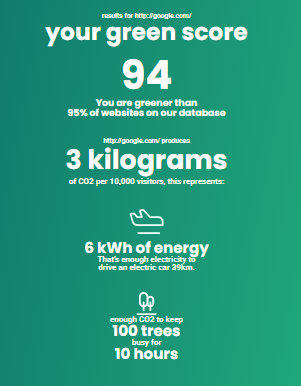 results for http://google.com/
your green score
94
You are greener than
95% of websites on our database
http://google.com/ produces
3 kilograms
of CO2 per 10,000 visitors, this represents:
6 kWh of energy
That's enough electricity to
drive an electric car 39km.
enough CO2 to keep
100 trees
busy for
10 hours